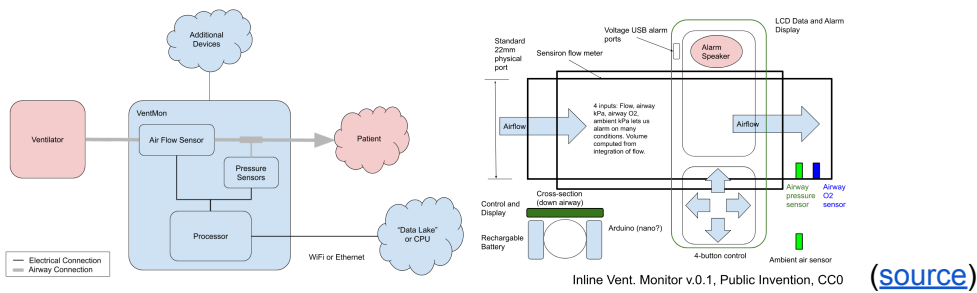 Additional
Devices
VentMon
Ventilator
Air Flow Sensor
Patient
Pressure
Sensors
Processor
"Data Lake"
or CPU
WiFi or Ethernet
Electrical Connection
Airway Connection
Standard
22mm
physical
port
Voltage USB alarm
ports
Sensiron flow meter
LCD Data and Alarm
Display
Alarm
Speaker
Airflow
4 inputs: Flow, airway
kPa, airway O2,
ambient kPa lets us
alarm on many
conditions. Volume
computed from
integration of flow.
Airflow
Airway
pressure
sensor
Airway
O2
sensor
Cross-section
(down airway)
Control and
Display
Rechargable
Battery
Arduino (nano?)
4-button control
Ambient air sensor
Inline Vent. Monitor v.0.1, Public Invention, CC0
(source)